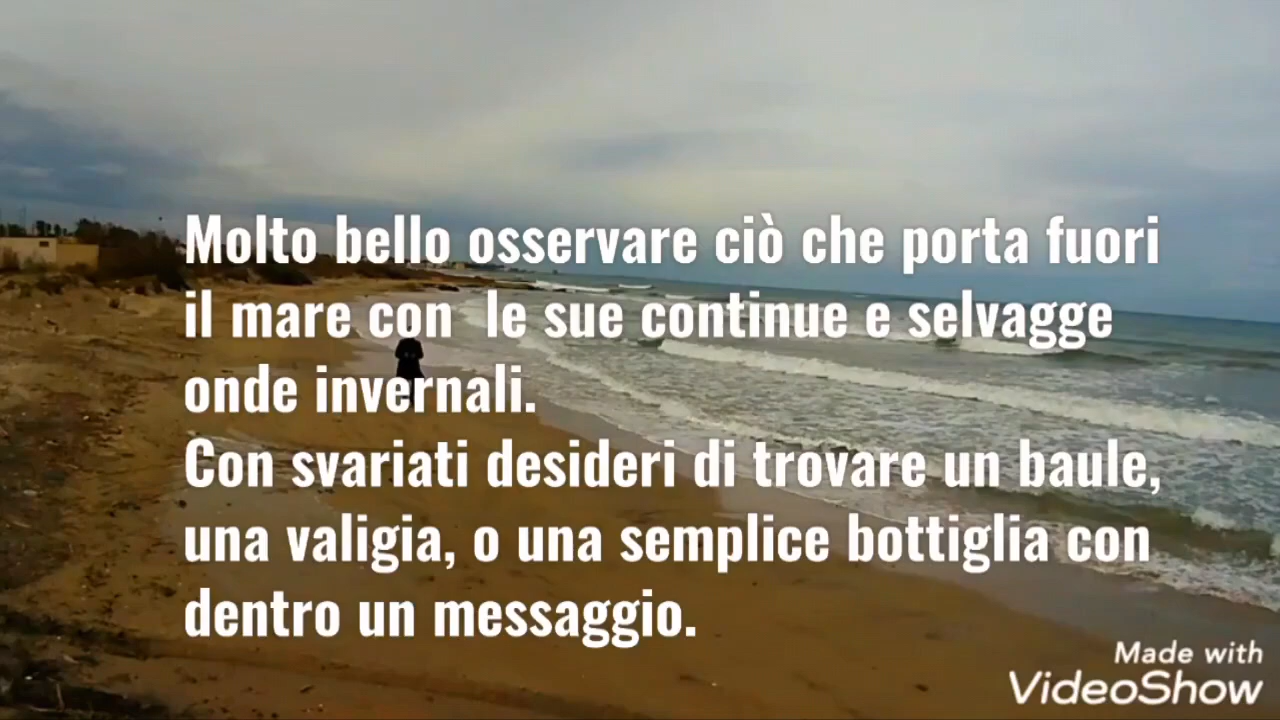 Molto bello osservare ciò che porta fuori
il mare con  le sue continue e selvagge
onde invernali.
Con svariati desideri di trovare un baule,
una valigia, o una semplice bottiglia con
dentro un messaggio.
Made with
VideoShow